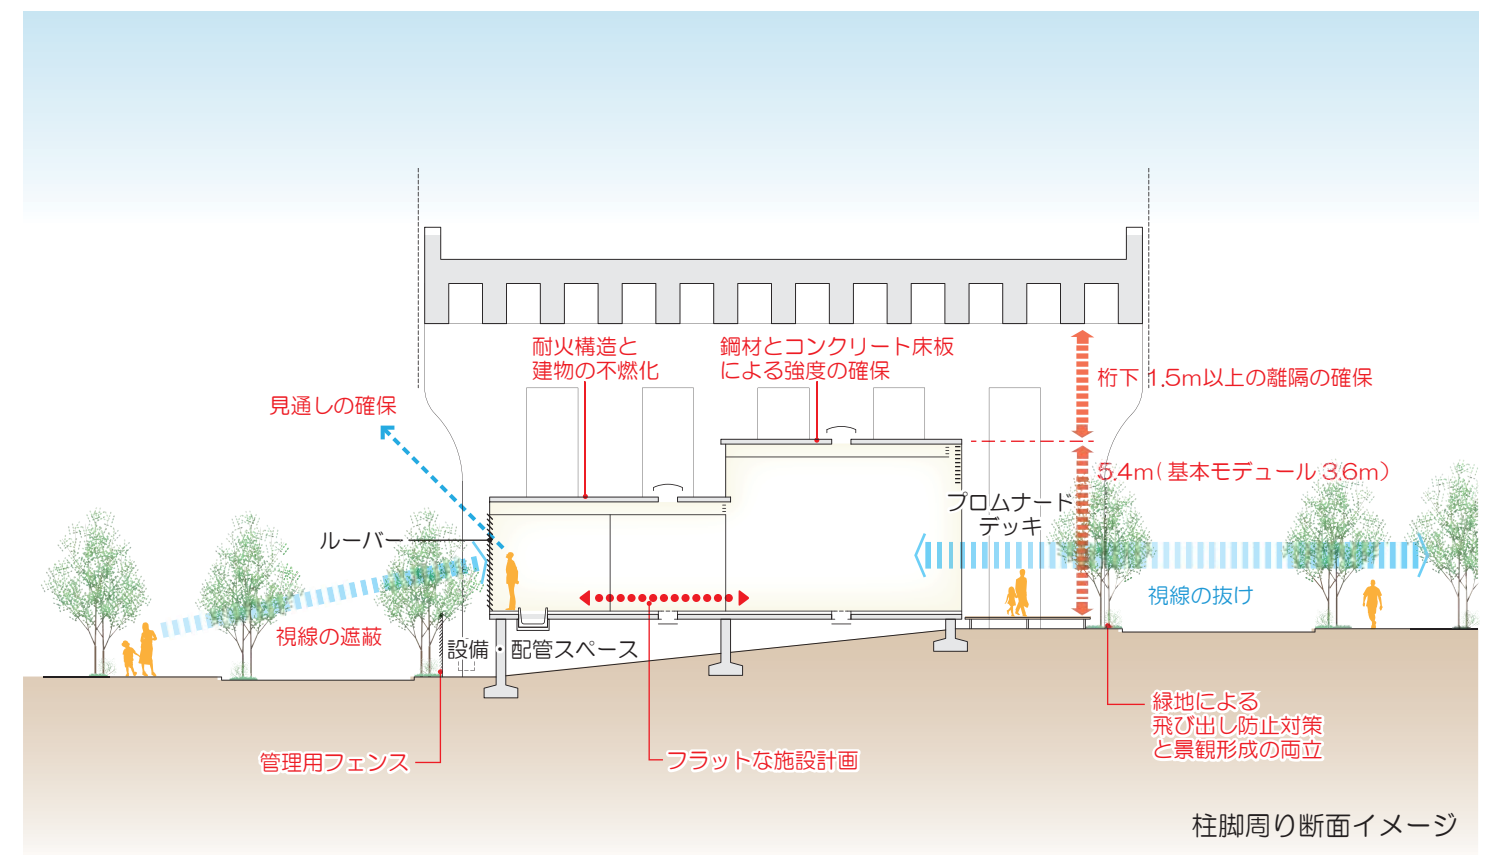 耐火構造と
建物の不燃化
鋼材とコンクリート床板
による強度の確保
桁下 1.5m以上の離隔の確保
見通しの確保
5.4m( 基本モデュール 3.6m)
プロムナード
デッキ
ルーバー
視線の抜け
視線の遮蔽
設備・配管スペース
緑地による
飛び出し防止対策
と景観形成の両立
管理用フェンス
フラットな施設計画
柱脚周り断面イメージ